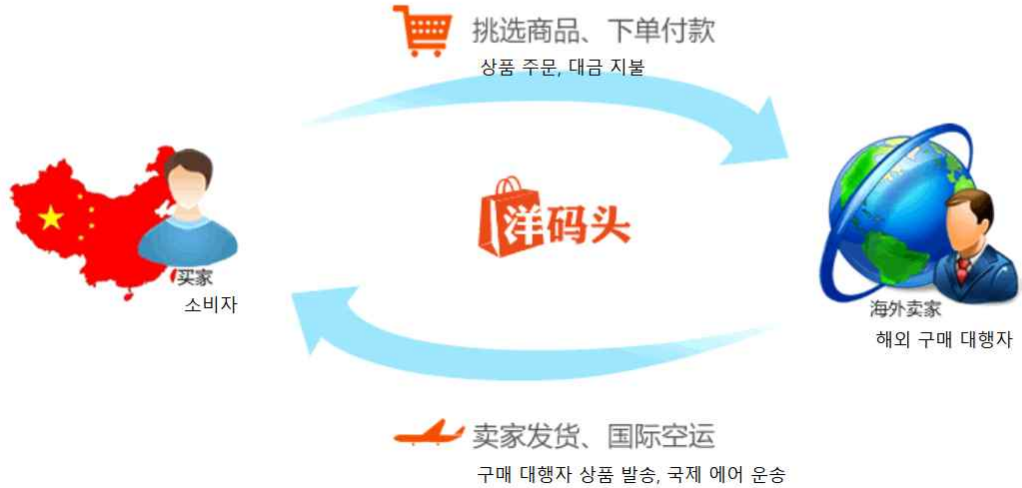 挑选商品、下单付款
상품 주문, 대금 지불
洋码头
买家
소비자
海外卖家
해외 구매 대행자
卖家发货、国际空运
구매 대행자 상품 발송, 국제 에어 운송